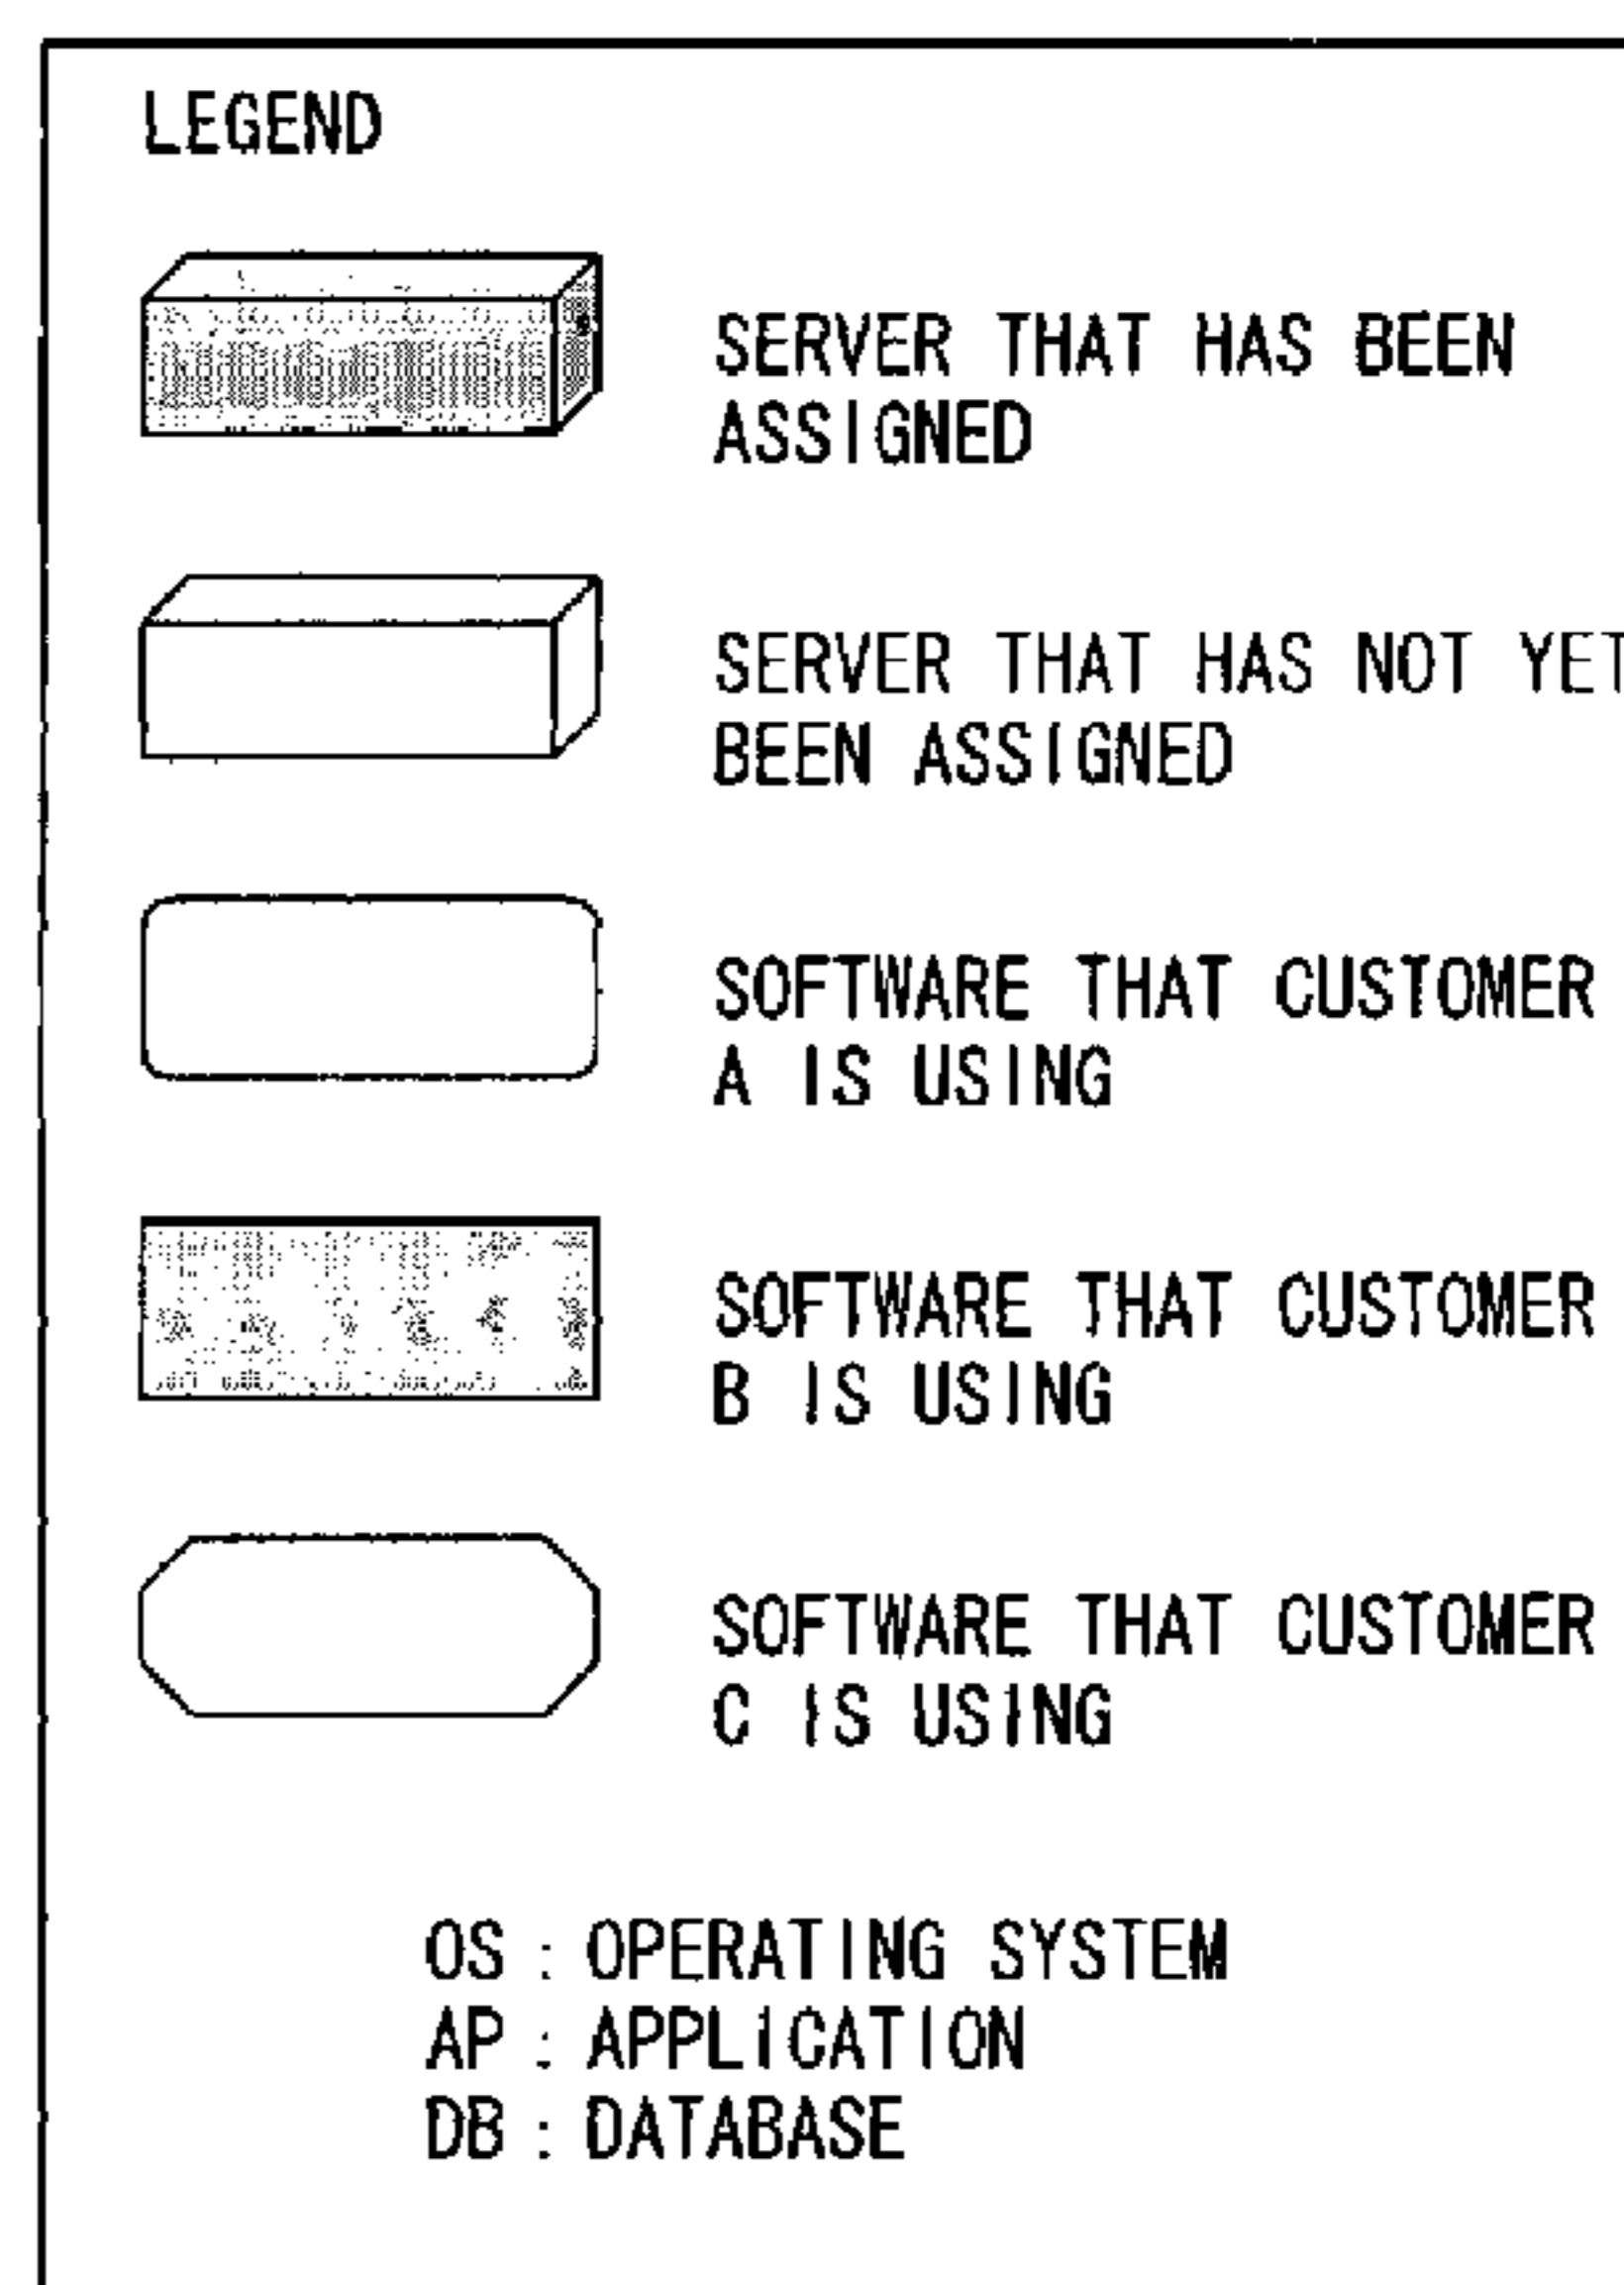 LEGEND
SERVER THAT HAS BEEN
ASSIGNED
SERVER THAT HAS NOT YET
BEEN ASSIGNED
SOFTWARE THAT CUSTOMER
A IS USING
SOFTWARE THAT CUSTOMER
B IS USING
SOFTWARE THAT CUSTOMER
C IS USING
OS : OPERATING SYSTEM
AP : APPLICATION
DB : DATABASE